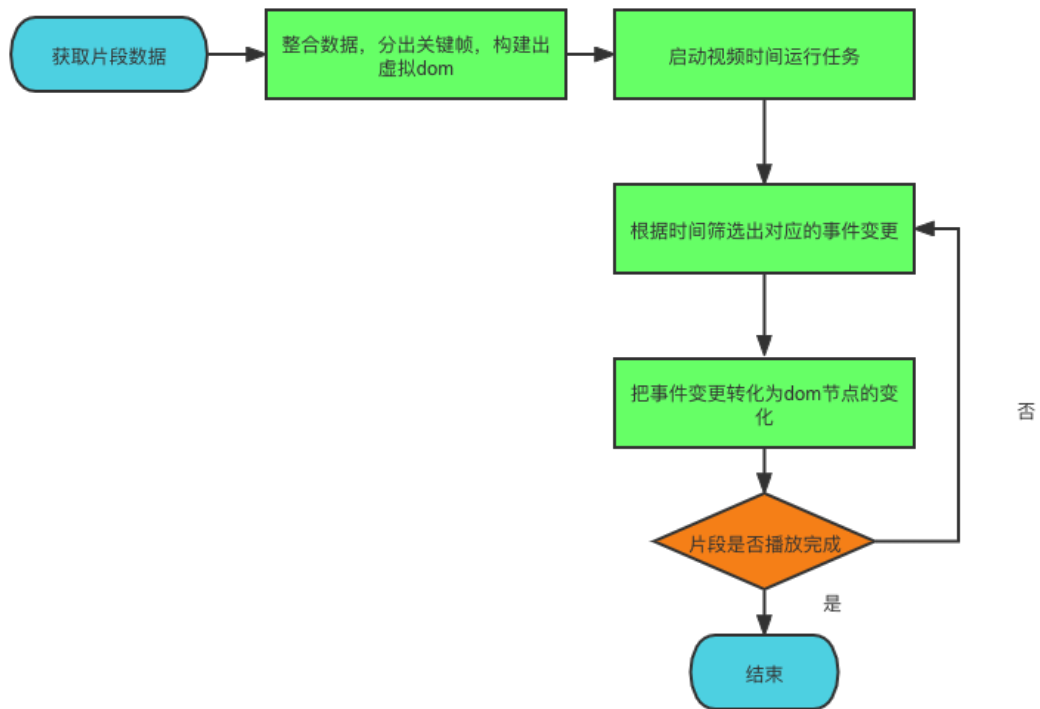 获取片段数据
整合数据，分出关键帧，构建出
虚拟dom
启动视频时间运行任务
根据时间筛选出对应的事件变更
把事件变更转化为dom节点的变
化
否
片段是否播放完成
是
结束